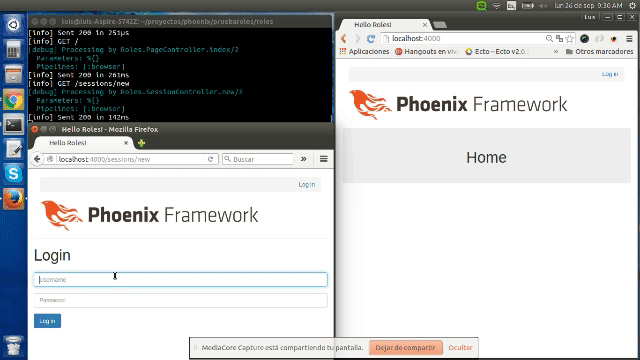 lun 26 de sep, 9:30 AM
luis@luis-Aspire-5742Z: ~/proyectos/phoenix/pruebaroles/roles
[info] Sent 200 in 251µs
[info] GET /
[debug] Processing by Roles.PageController.index/2
Parameters: %{}
Pipelines: [:browser]
[info] Sent 200 in 261ms
[info] GET /sessions/new
[debug] Processing by Roles.SessionController.new/2
Parameters: %{}
Pipelines: [:browser]
[info] Sent 200 in 142ms
Hello Roles! - Mozilla Firefox
Hello Roles!
localhost:4000/sessions/new
Buscar
Log in
Phoenix Framework
Login
Username
Password
Log in
Hello Roles!
Luis
localhost:4000
Aplicaciones
Hangouts en vivo
Ecto – Ecto v2.0.
Otros marcadores
Log in
Phoenix Framework
Home
MediaCore Capture está compartiendo tu pantalla.
Dejar de compartir
Ocultar